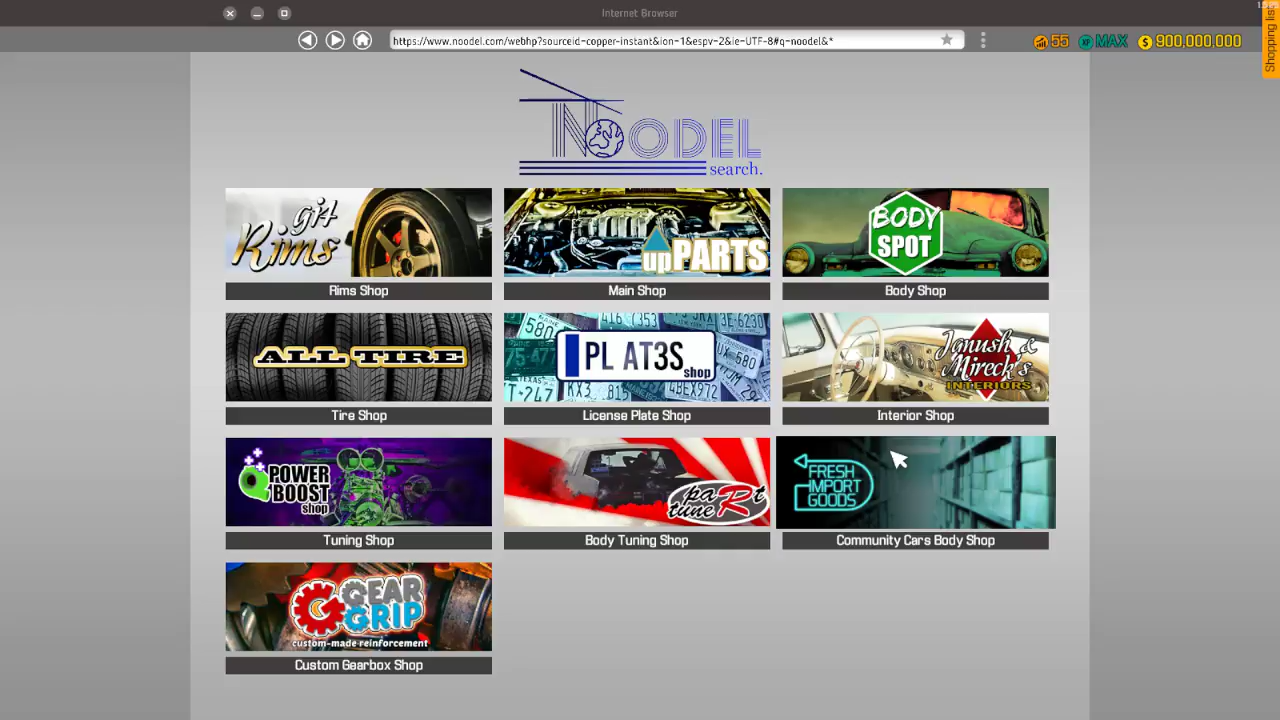 Internet Browser
https://www.noodel.com/webhp?sourceid-copper-instant&ion-1&espv-2&ie-UTF-8#q-noodel&*
55
XP MAX
$ 900,000,000
Shopping list
NOODEL
search.
git
Rims
Rims Shop
upPARTS
Main Shop
BODY
SPOT
Body Shop
ALL TIRE
Tire Shop
PL AT3S
shop
License Plate Shop
Janush &
Mireck's
INTERIORS
Interior Shop
POWER
BOOST
shop
Tuning Shop
paRt
tuneR
Body Tuning Shop
FRESH
IMPORT
GOODS
Community Cars Body Shop
GEAR
GRIP
custom-made reinforcement
Custom Gearbox Shop